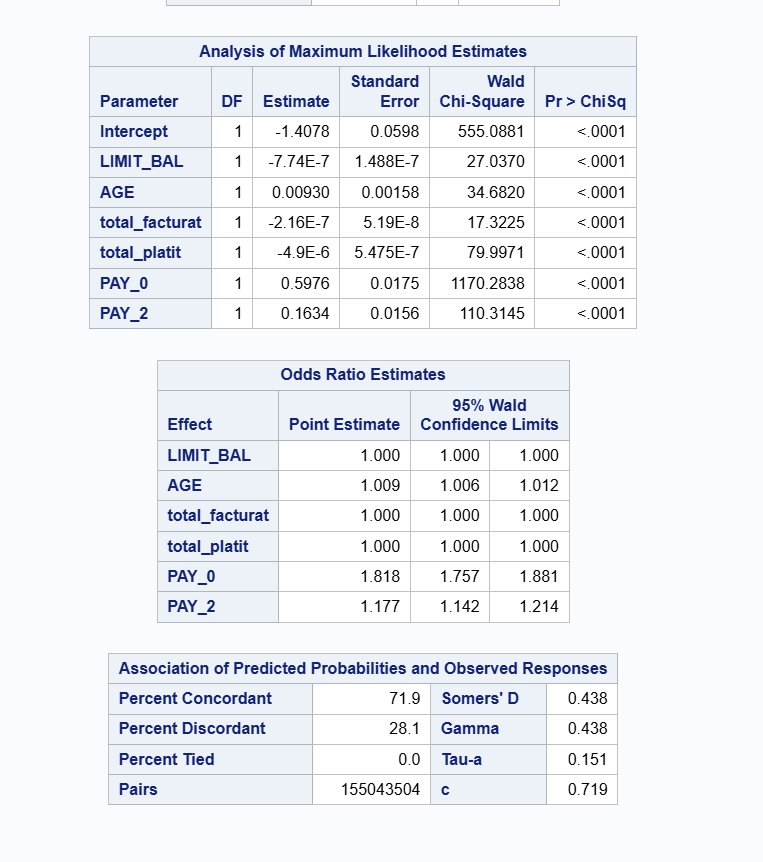 Analysis of Maximum Likelihood Estimates
Parameter DF Estimate Standard Error Wald Chi-Square Pr > ChiSq
Intercept 1 -1.4078 0.0598 555.0881 <.0001
LIMIT_BAL 1 -7.74E-7 1.488E-7 27.0370 <.0001
AGE 1 0.00930 0.00158 34.6820 <.0001
total_facturat 1 -2.16E-7 5.19E-8 17.3225 <.0001
total_platit 1 -4.9E-6 5.475E-7 79.9971 <.0001
PAY_0 1 0.5976 0.0175 1170.2838 <.0001
PAY_2 1 0.1634 0.0156 110.3145 <.0001
Odds Ratio Estimates
Effect Point Estimate 95% Wald Confidence Limits
LIMIT_BAL 1.000 1.000 1.000
AGE 1.009 1.006 1.012
total_facturat 1.000 1.000 1.000
total_platit 1.000 1.000 1.000
PAY_0 1.818 1.757 1.881
PAY_2 1.177 1.142 1.214
Association of Predicted Probabilities and Observed Responses
Percent Concordant 71.9 Somers' D 0.438
Percent Discordant 28.1 Gamma 0.438
Percent Tied 0.0 Tau-a 0.151
Pairs 155043504 c 0.719